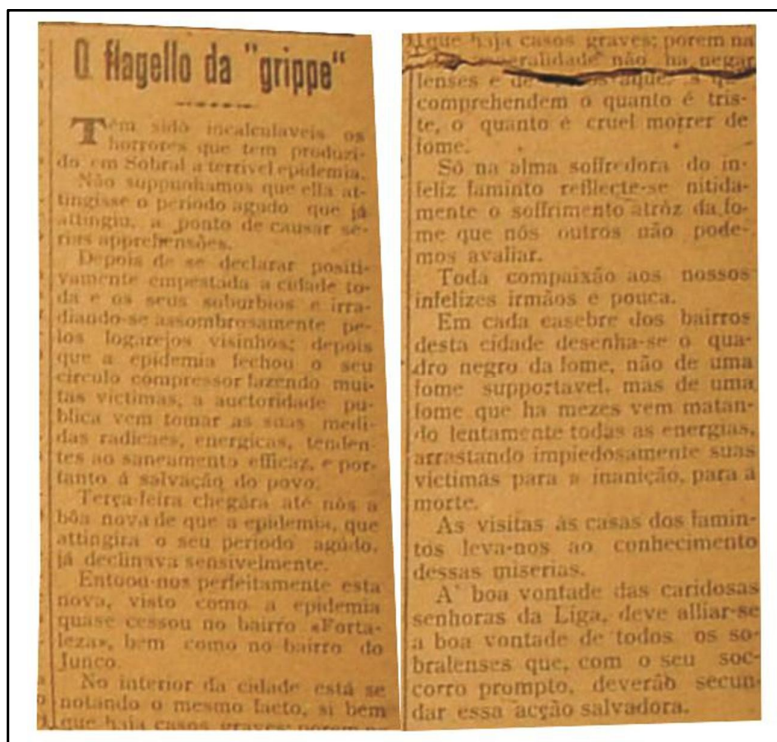 O flagello da "grippe"
Têm sido incalculaveis os
horrores que tem produzi-
do em Sobral a terrivel epidemia.
Não suppunhamos que ella at-
tingisse o periodo agudo que já
attingiu, a ponto de causar sé-
rias apprehensões.
Depois de se declarar positi-
vamente empestada a cidade to-
da e os seus suburbios e irra-
diando-se assombrosamente pe-
los logarejos visinhos; depois
que a epidemia fechou o seu
circulo compressor fazendo mui-
tas victimas, a auctoridade pu-
blica vem tomar as suas medi-
das radicaes, energicas, tenden-
tes ao saneamento efficaz, e por-
tanto á salvação do povo.
Terça-feira chegára até nós a
bôa nova de que a epidemia, que
attingira o seu periodo agúdo,
já declinava sensivelmente.
Entoou-nos perfeitamente esta
nova, visto como a epidemia
quase cessou no bairro «Forta-
leza», bem como no bairro do
Junco.
No interior da cidade está se
notando o mesmo facto, si bem
que haja casos graves; porem na
que haja casos graves; porem na
não ha negar
lenses e de
comprehendem o quanto é tris-
te, o quanto é cruel morrer de
fome.
Só na alma soffredora do in-
feliz faminto reflecte-se nitida-
mente o soffrimento atróz da fo-
me que nós outros não pode-
mos avaliar.
Toda compaixão aos nossos
infelizes irmãos e pouca.
Em cada casebre dos bairros
desta cidade desenha-se o qua-
dro negro da fome, não de uma
fome supportavel, mas de uma
fome que ha mezes vem matan-
do lentamente todas as energias,
arrastando impiedosamente suas
victimas para a inanição, para a
morte.
As visitas ás casas dos famin-
tos leva-nos ao conhecimento
dessas miserias.
A' boa vontade das caridosas
senhoras da Liga, deve alliar-se
a boa vontade de todos os so-
bralenses que, com o seu soc-
corro prompto, deverãb secun-
dar essa acção salvadora.